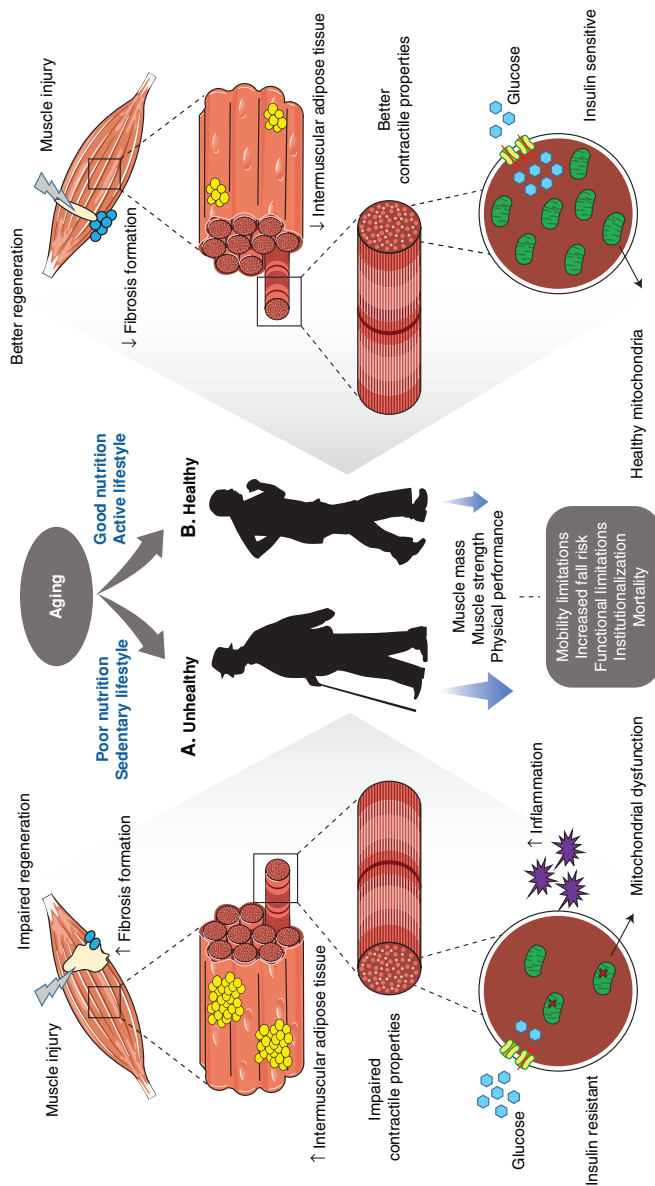 Aging
Poor nutrition
Sedentary lifestyle
Good nutrition
Active lifestyle
A. Unhealthy
B. Healthy
Muscle mass
Muscle strength
Physical performance
Mobility limitations
Increased fall risk
Functional limitations
Institutionalization
Mortality
Impaired regeneration
Muscle injury
↑ Fibrosis formation
↑ Intermuscular adipose tissue
Impaired
contractile properties
↑ Inflammation
Glucose
Insulin resistant
Mitochondrial dysfunction
Better regeneration
Muscle injury
↓ Fibrosis formation
↓ Intermuscular adipose tissue
Better
contractile properties
Glucose
Insulin sensitive
Healthy mitochondria